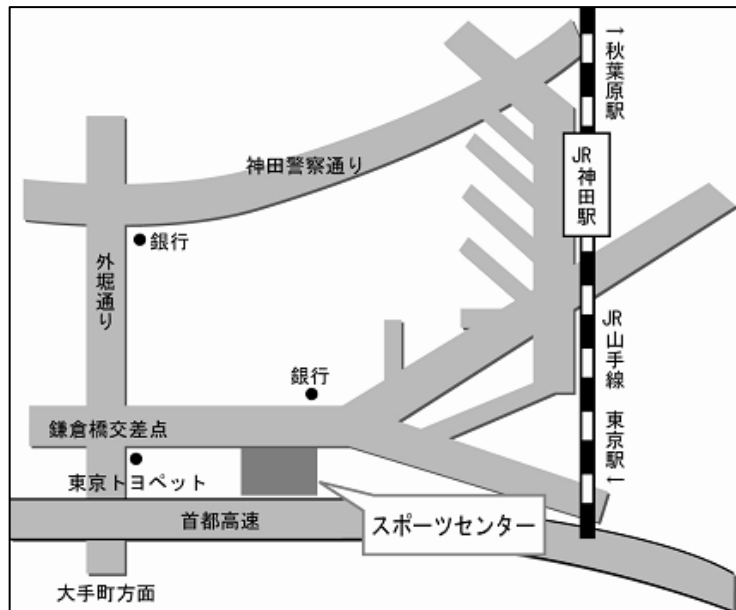 →秋葉原駅
JR神田駅
神田警察通り
銀行
外堀通り
JR山手線 東京駅←
銀行
鎌倉橋交差点
東京トヨペット
首都高速
スポーツセンター
大手町方面